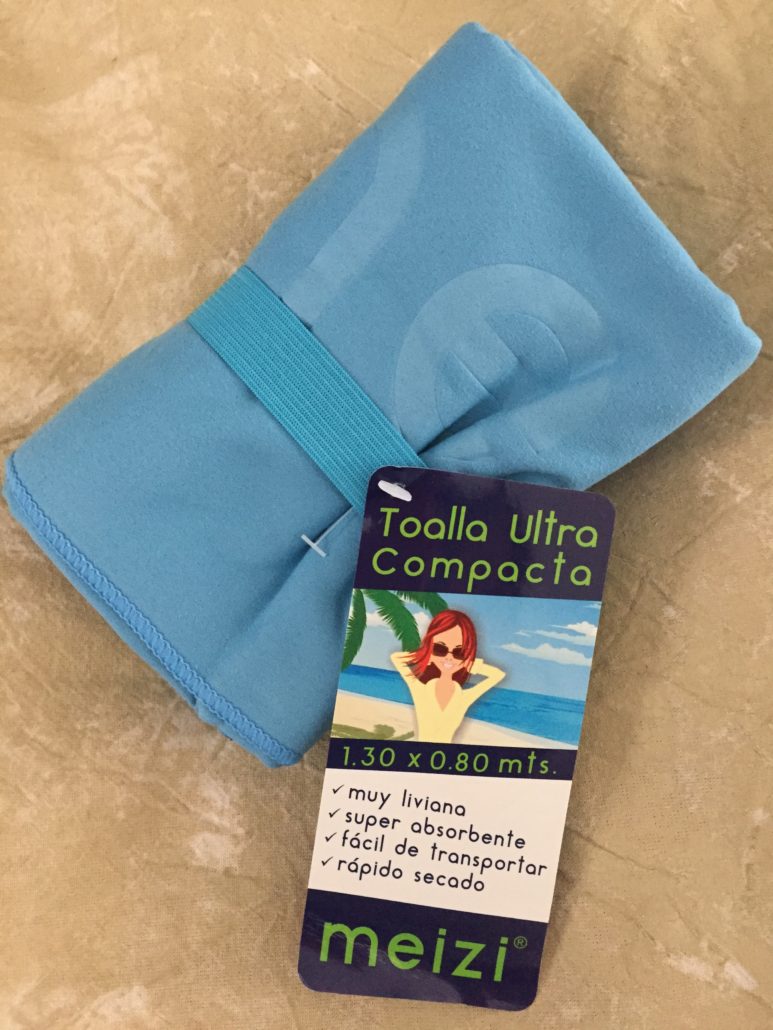 Toalla Ultra
Compacta
1.30 x 0.80 mts.
✓ muy liviana
✓ super absorbente
✓ fácil de transportar
✓ rápido secado
meizi®